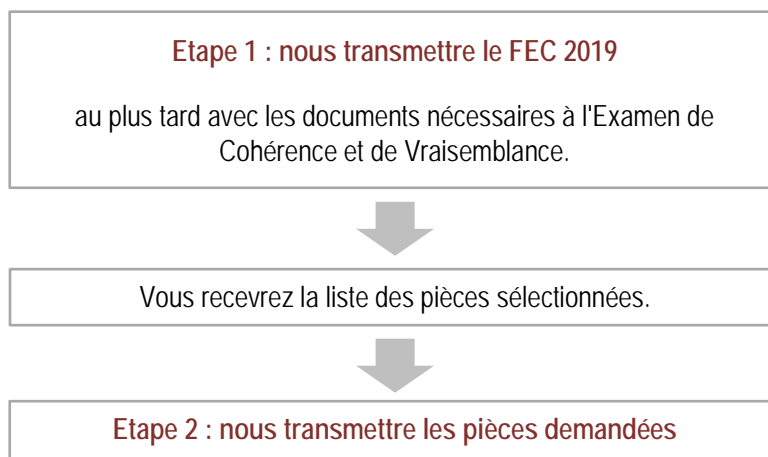 Etape 1 : nous transmettre le FEC 2019
au plus tard avec les documents nécessaires à l'Examen de
Cohérence et de Vraisemblance.
Vous recevrez la liste des pièces sélectionnées.
Etape 2 : nous transmettre les pièces demandées